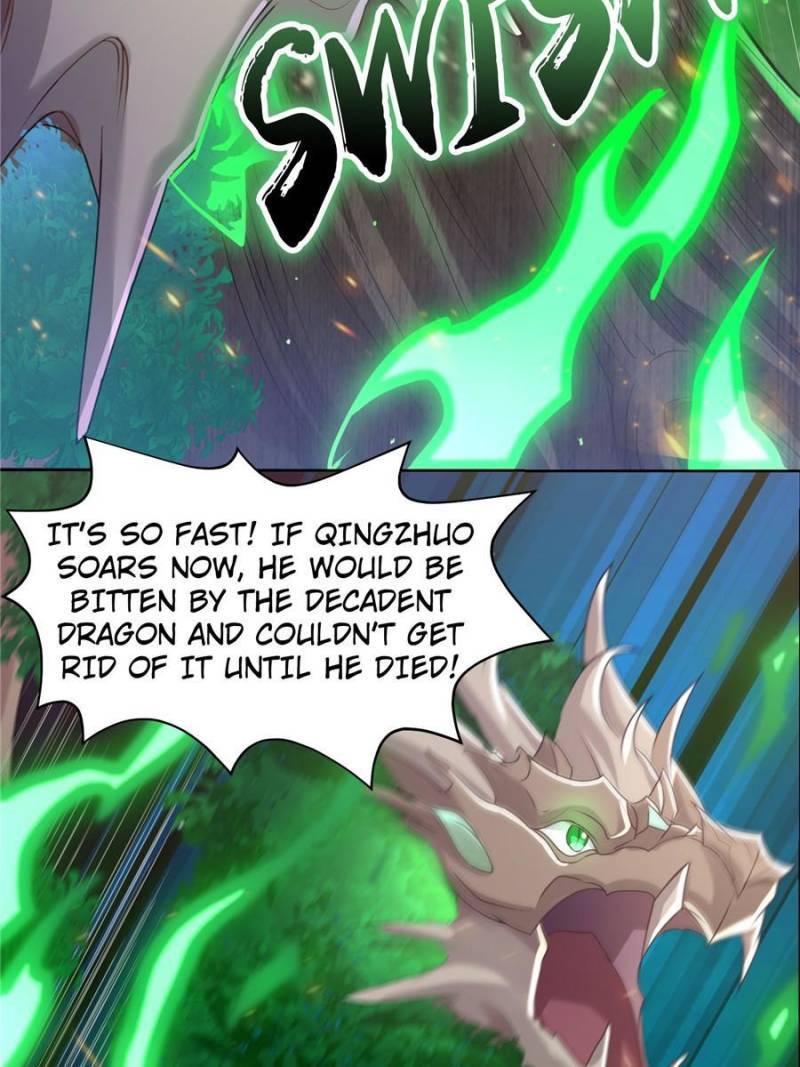 SWISH
IT'S SO FAST! IF QINGZHUO
SOARS NOW, HE WOULD BE
BITTEN BY THE DECADENT
DRAGON AND COULDN'T GET
RID OF IT UNTIL HE DIED!